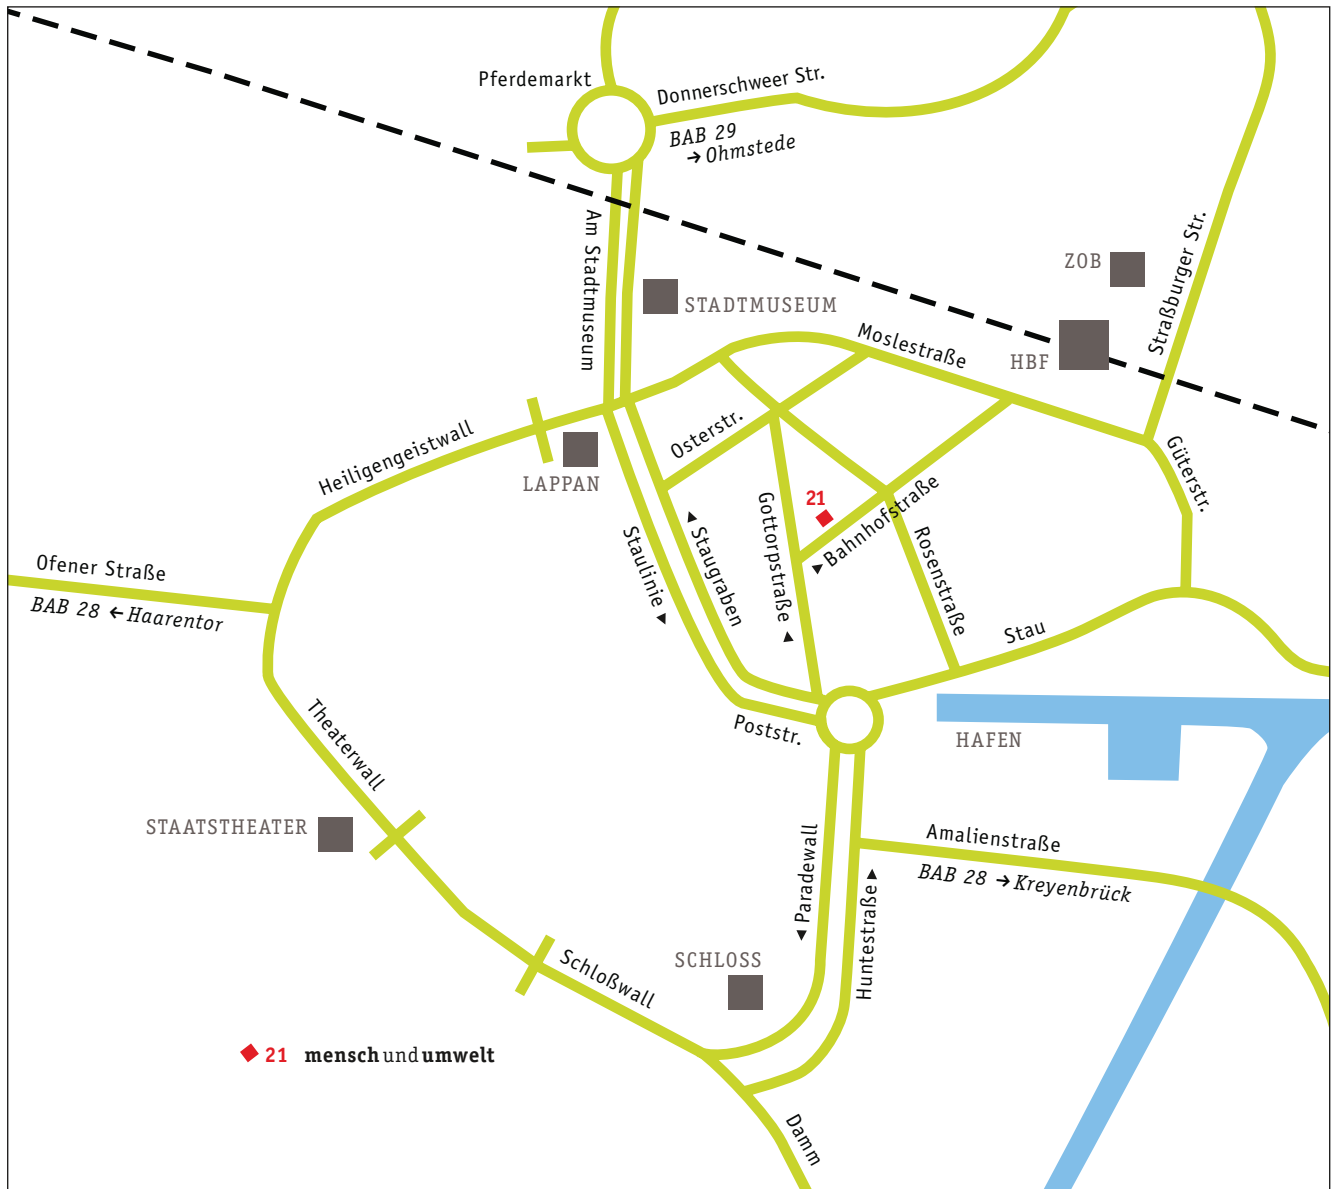 Pferdemarkt
Donnerschweer Str.
BAB 29
→ Ohmstede
Am Stadtmuseum
Straßburger Str.
ZOB
STADTMUSEUM
Moslestraße
HBF
Osterstr.
Heiligengeistwall
LAPPAN
Güterstr.
21
Bahnhofstraße
Gottorpstraße
Staugraben
Staulinie
Rosenstraße
Ofener Straße
BAB 28 ← Haarentor
Stau
Theaterwall
Poststr.
HAFEN
STAATSTHEATER
Paradewall
Amalienstraße
BAB 28 → Kreyenbrück
Huntestraße
SCHLOSS
Schloßwall
21 mensch und umwelt
Damm